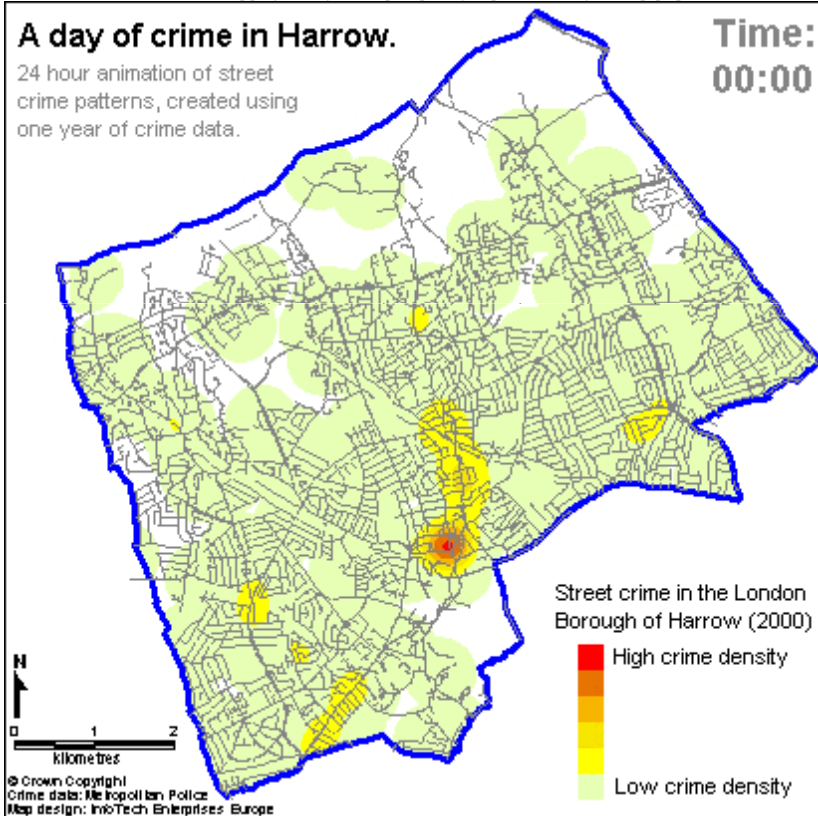 A day of crime in Harrow.
24 hour animation of street
crime patterns, created using
one year of crime data.
Time:
00:00
Street crime in the London
Borough of Harrow (2000)
High crime density
Low crime density
N
0 1 2
kilometres
© Crown Copyright
Crime data: Metropolitan Police
Map design: InfoTech Enterprises Europe